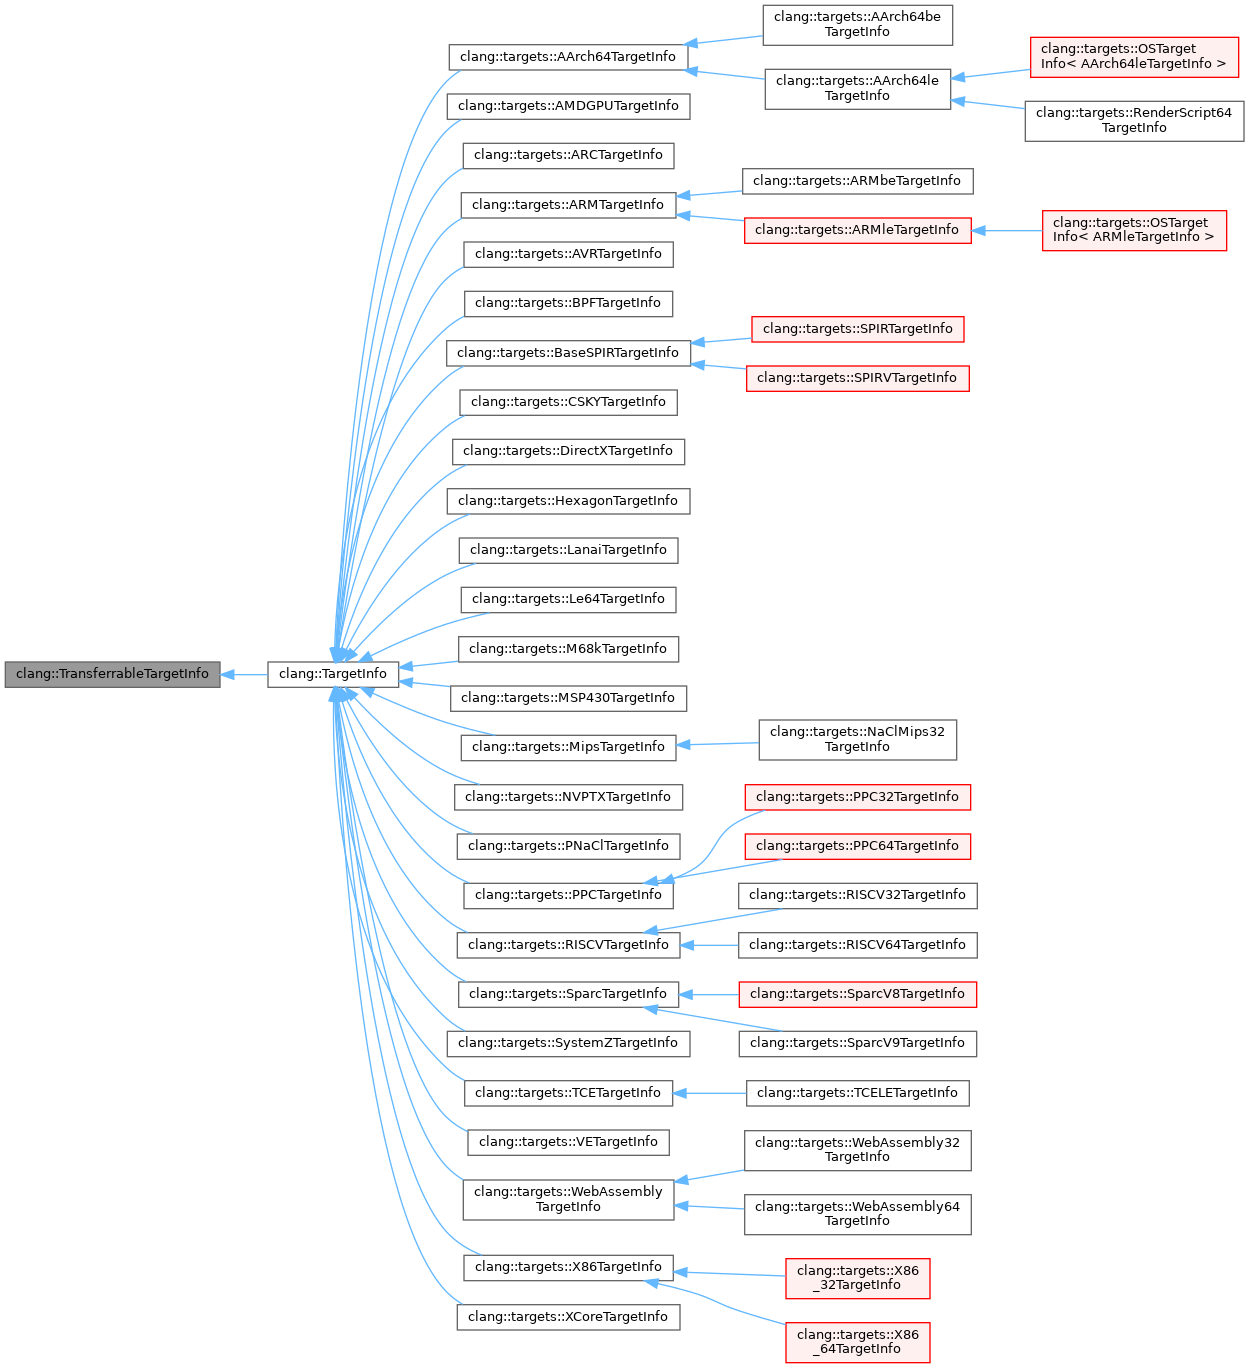 clang::TransferrableTargetInfo
clang::TargetInfo
clang::targets::AArch64TargetInfo
clang::targets::AArch64be
TargetInfo
clang::targets::AArch64le
TargetInfo
clang::targets::OSTarget
Info< AArch64leTargetInfo >
clang::targets::RenderScript64
TargetInfo
clang::targets::AMDGPUTargetInfo
clang::targets::ARCTargetInfo
clang::targets::ARMTargetInfo
clang::targets::ARMbeTargetInfo
clang::targets::ARMleTargetInfo
clang::targets::OSTarget
Info< ARMleTargetInfo >
clang::targets::AVRTargetInfo
clang::targets::BPFTargetInfo
clang::targets::BaseSPIRTargetInfo
clang::targets::SPIRTargetInfo
clang::targets::SPIRVTargetInfo
clang::targets::CSKYTargetInfo
clang::targets::DirectXTargetInfo
clang::targets::HexagonTargetInfo
clang::targets::LanaiTargetInfo
clang::targets::Le64TargetInfo
clang::targets::M68kTargetInfo
clang::targets::MSP430TargetInfo
clang::targets::MipsTargetInfo
clang::targets::NaClMips32
TargetInfo
clang::targets::NVPTXTargetInfo
clang::targets::PNaClTargetInfo
clang::targets::PPCTargetInfo
clang::targets::PPC32TargetInfo
clang::targets::PPC64TargetInfo
clang::targets::RISCVTargetInfo
clang::targets::RISCV32TargetInfo
clang::targets::RISCV64TargetInfo
clang::targets::SparcTargetInfo
clang::targets::SparcV8TargetInfo
clang::targets::SparcV9TargetInfo
clang::targets::SystemZTargetInfo
clang::targets::TCETargetInfo
clang::targets::TCELETargetInfo
clang::targets::VETargetInfo
clang::targets::WebAssembly
TargetInfo
clang::targets::WebAssembly32
TargetInfo
clang::targets::WebAssembly64
TargetInfo
clang::targets::X86TargetInfo
clang::targets::X86
_32TargetInfo
clang::targets::X86
_64TargetInfo
clang::targets::XCoreTargetInfo